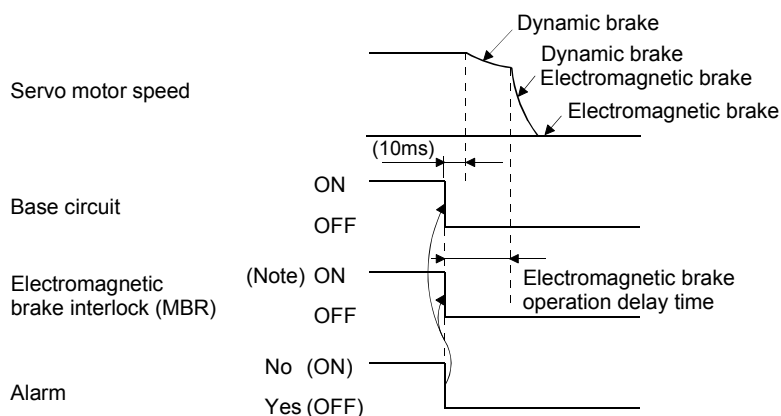 Dynamic brake
Dynamic brake
Electromagnetic brake
Servo motor speed
Electromagnetic brake
(10ms)
Base circuit
ON
OFF
Electromagnetic
brake interlock (MBR)
(Note) ON
OFF
Electromagnetic brake
operation delay time
Alarm
No (ON)
Yes (OFF)